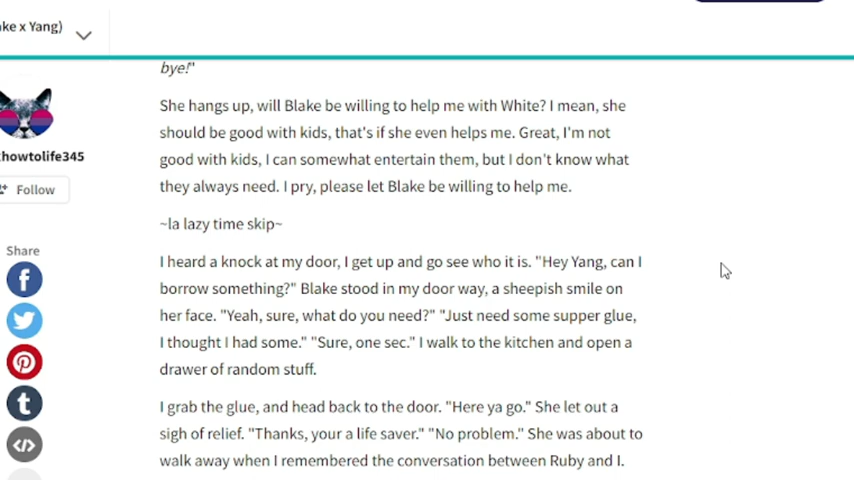 ake x Yang)
bye!"
She hangs up, will Blake be willing to help me with White? I mean, she
should be good with kids, that's if she even helps me. Great, I'm not
good with kids, I can somewhat entertain them, but I don't know what
they always need. I pry, please let Blake be willing to help me.
~la lazy time skip~
I heard a knock at my door, I get up and go see who it is. "Hey Yang, can I
borrow something?" Blake stood in my door way, a sheepish smile on
her face. "Yeah, sure, what do you need?" "Just need some supper glue,
I thought I had some." "Sure, one sec." I walk to the kitchen and open a
drawer of random stuff.
I grab the glue, and head back to the door. "Here ya go." She let out a
sigh of relief. "Thanks, your a life saver." "No problem." She was about to
walk away when I remembered the conversation between Ruby and I.
howtolife345
Follow
Share